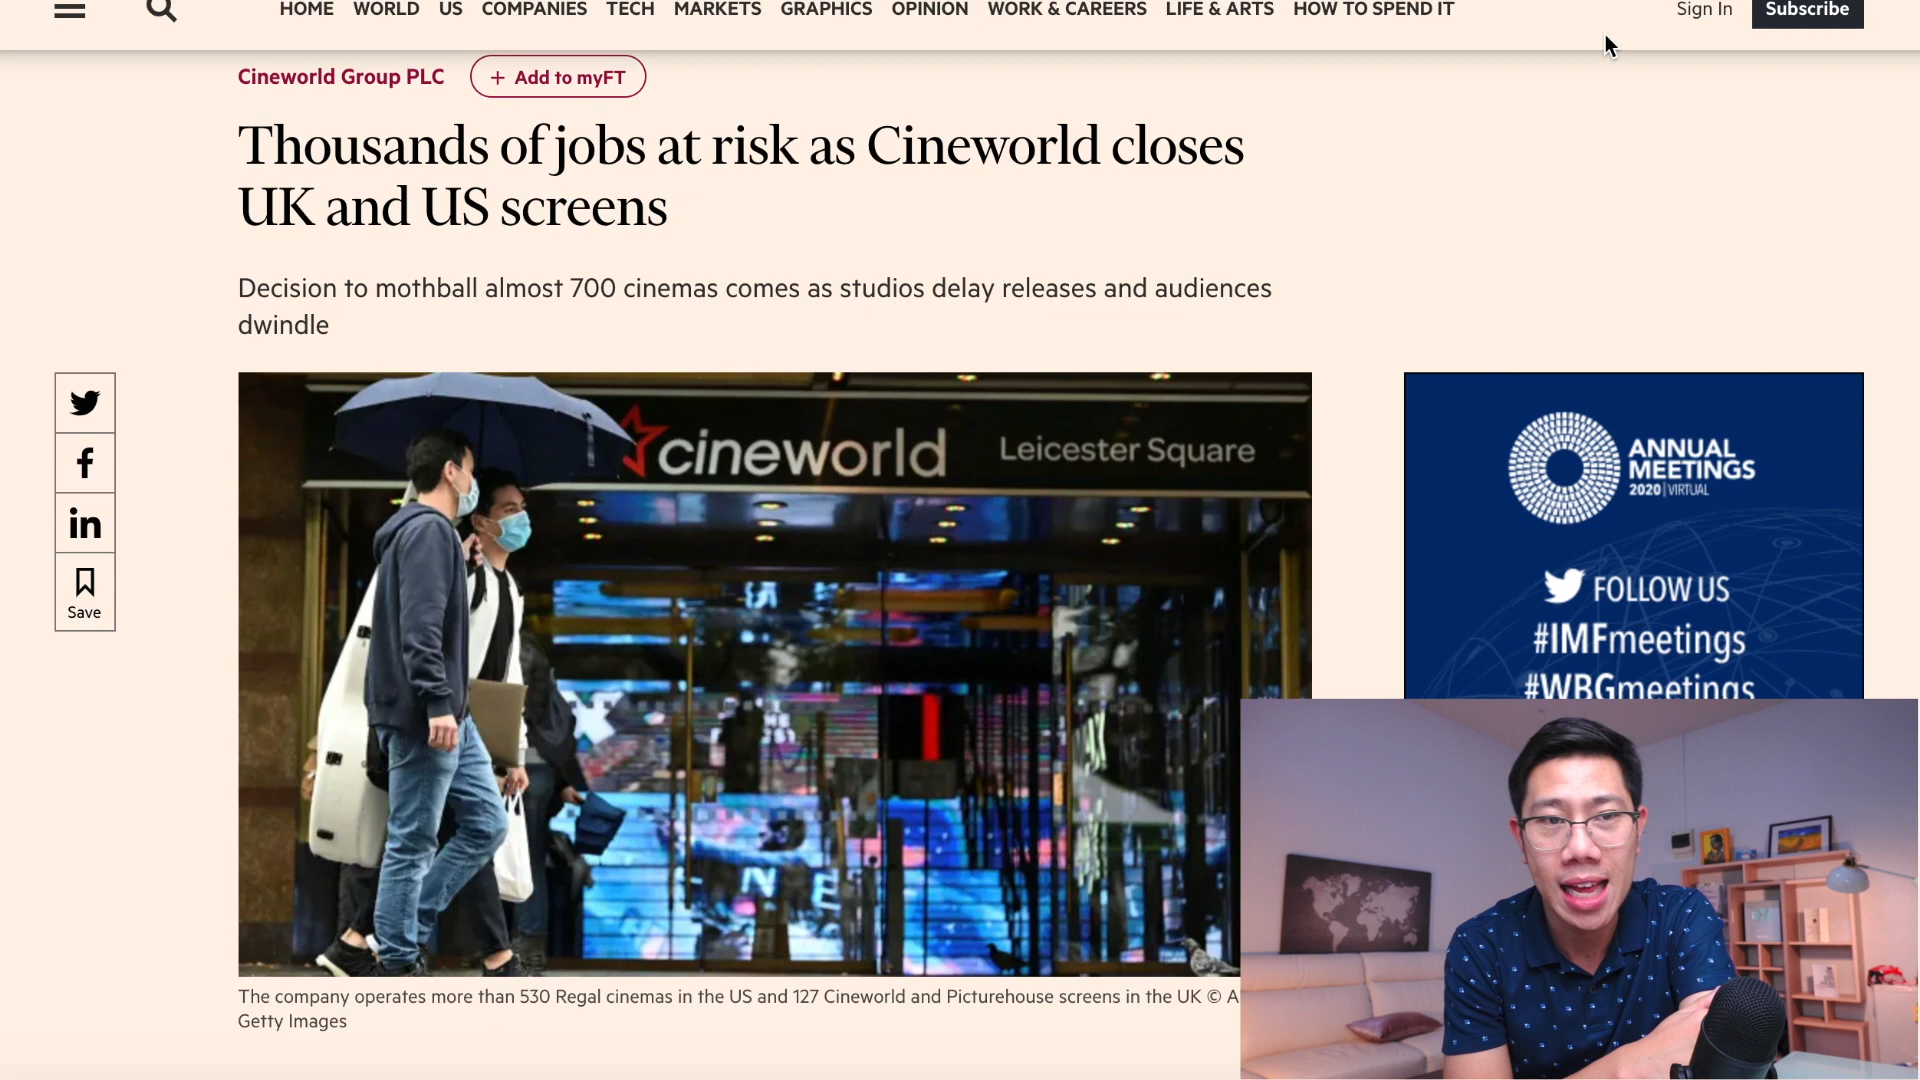 HOME WORLD US COMPANIES TECH MARKETS GRAPHICS OPINION WORK & CAREERS LIFE & ARTS HOW TO SPEND IT Sign In Subscribe
Cineworld Group PLC + Add to myFT
Thousands of jobs at risk as Cineworld closes
UK and US screens
Decision to mothball almost 700 cinemas comes as studios delay releases and audiences
dwindle
Save
cineworld Leicester Square
The company operates more than 530 Regal cinemas in the US and 127 Cineworld and Picturehouse screens in the UK ©
Getty Images
ANNUAL
MEETINGS
2020 | VIRTUAL
FOLLOW US
#IMFmeetings
#WBGmeetings